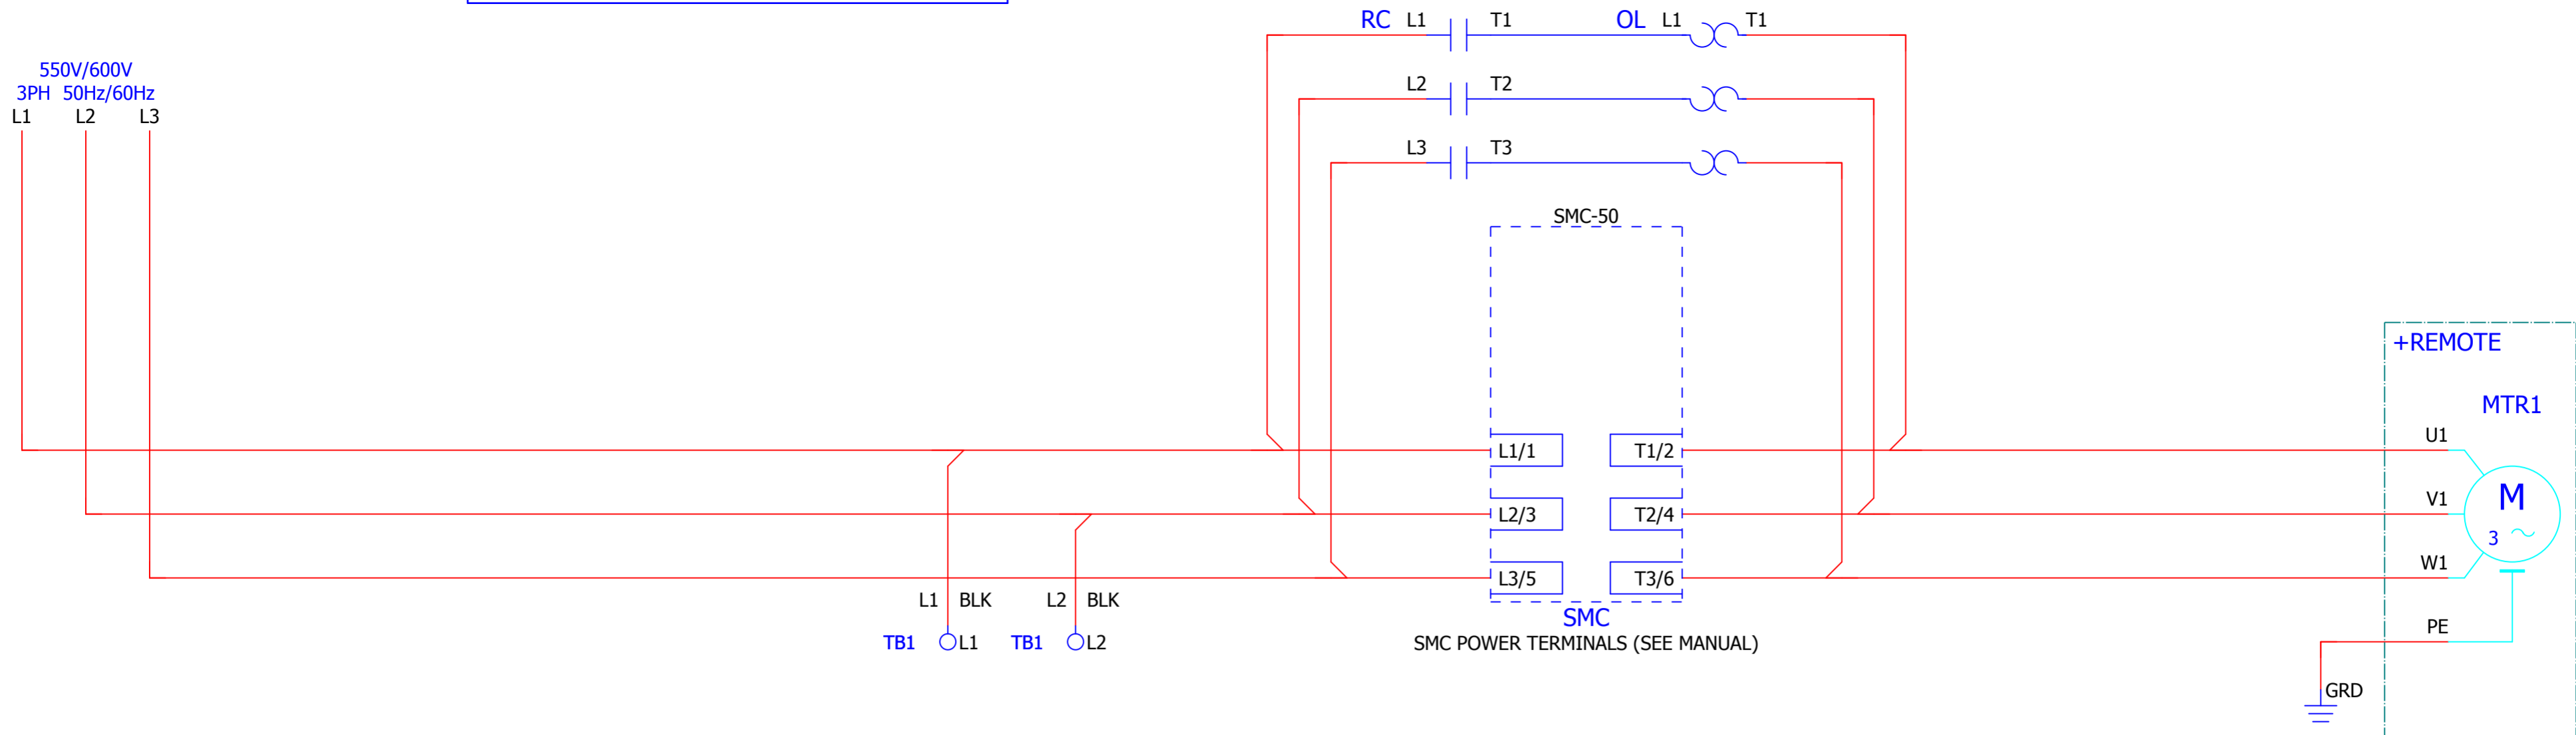 RC L1 T1 OL L1 T1
550V/600V
3PH 50Hz/60Hz
L1 L2 L3
L2 T2
L3 T3
SMC-50
+REMOTE
MTR1
U1
L1/1 T1/2
V1
M
3
L2/3 T2/4
W1
L3/5 T3/6
L1 BLK L2 BLK
SMC
PE
TB1 L1 TB1 L2
SMC POWER TERMINALS (SEE MANUAL)
GRD